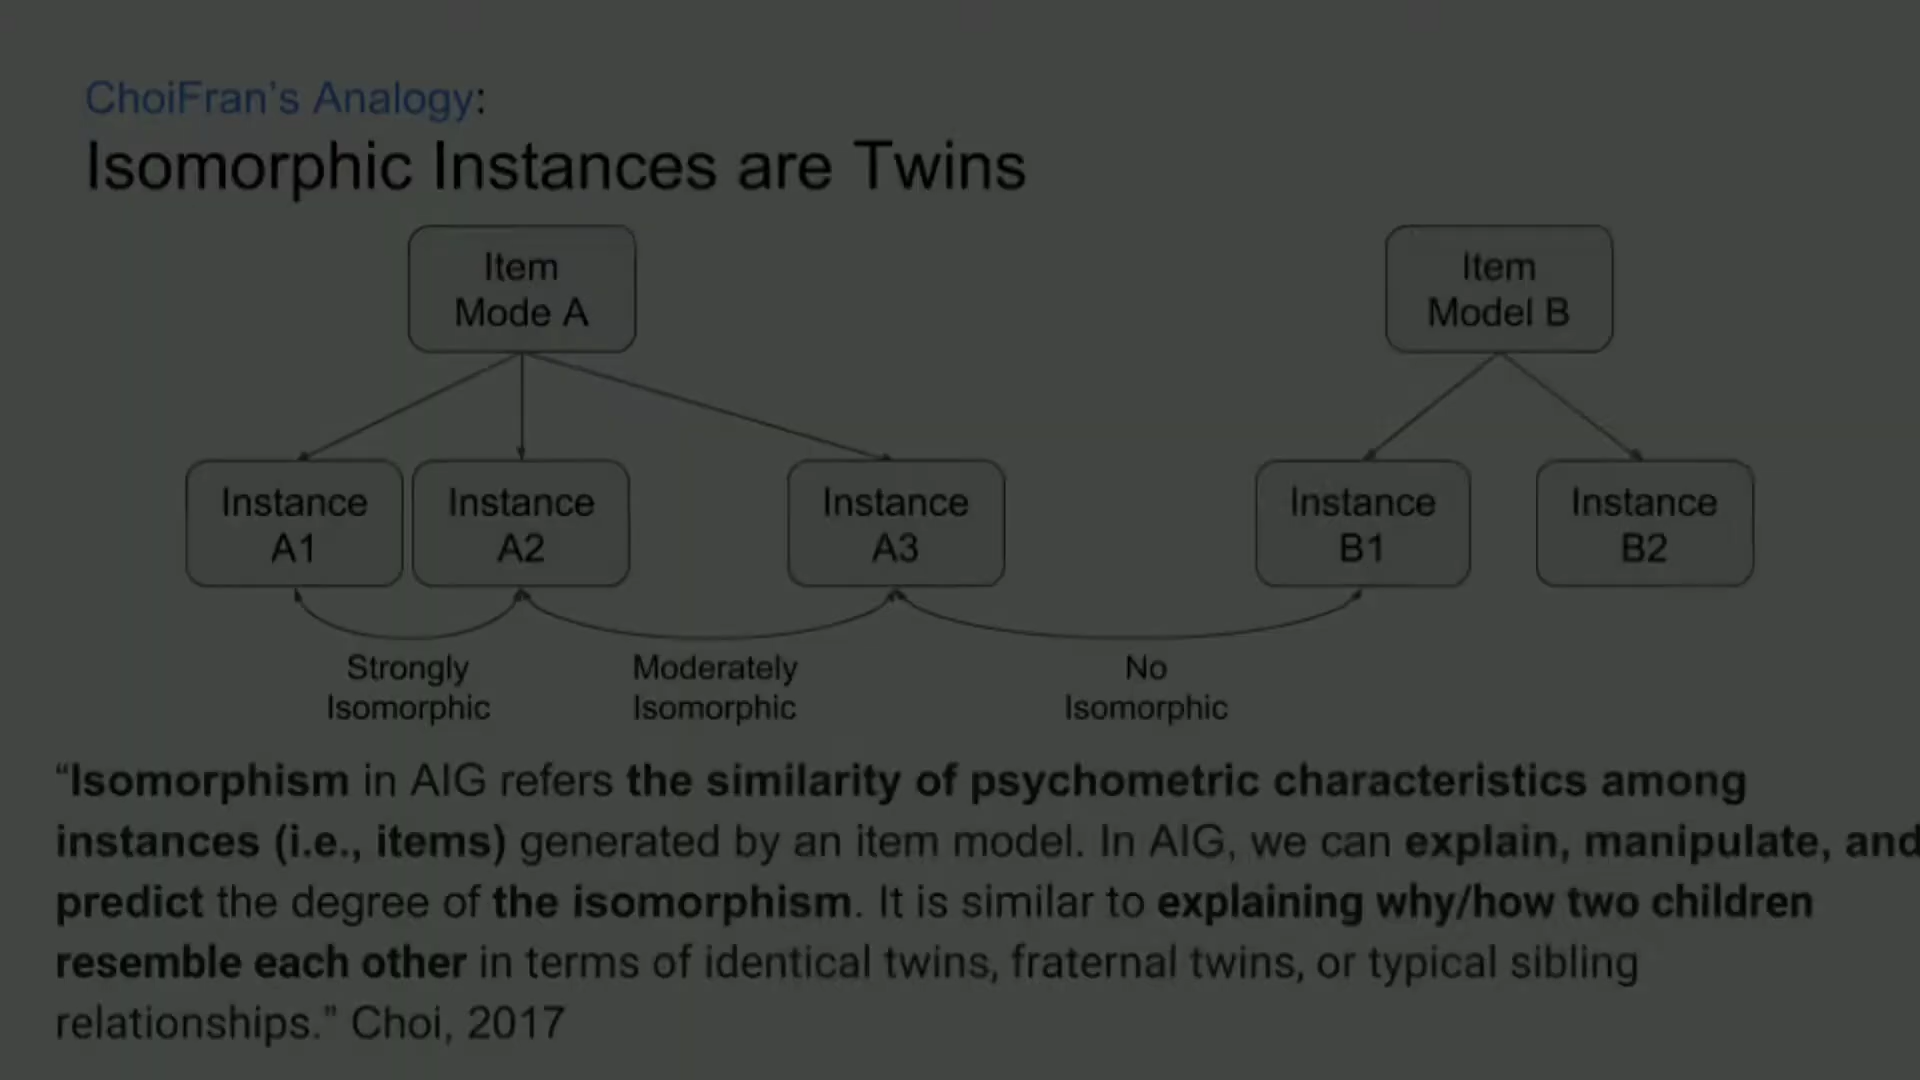 ChoiFran's Analogy:
Isomorphic Instances are Twins
Item
Mode A
Item
Model B
Instance
A1
Instance
A2
Instance
A3
Instance
B1
Instance
B2
Strongly
Isomorphic
Moderately
Isomorphic
No
Isomorphic
“Isomorphism in AIG refers the similarity of psychometric characteristics among
instances (i.e., items) generated by an item model. In AIG, we can explain, manipulate, and
predict the degree of the isomorphism. It is similar to explaining why/how two children
resemble each other in terms of identical twins, fraternal twins, or typical sibling
relationships.” Choi, 2017